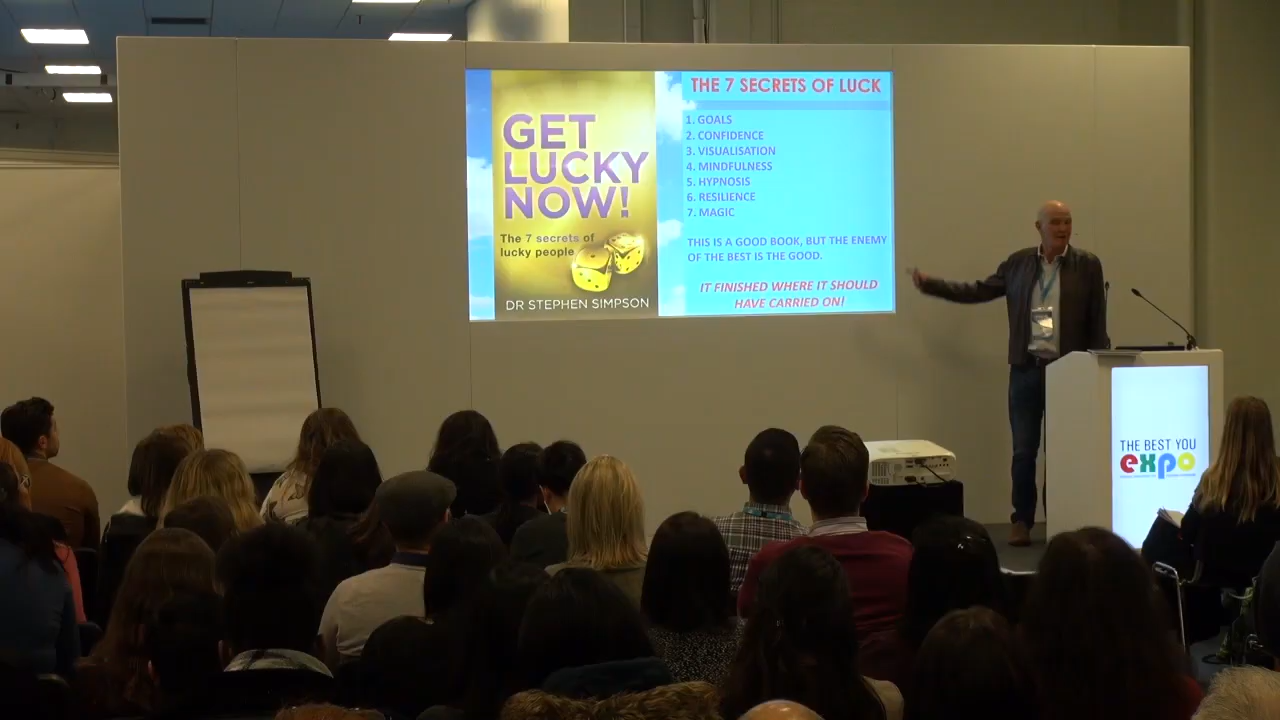 GET
LUCKY
NOW!
The 7 secrets of
lucky people
DR STEPHEN SIMPSON
THE 7 SECRETS OF LUCK
1. GOALS
2. CONFIDENCE
3. VISUALISATION
4. MINDFULNESS
5. HYPNOSIS
6. RESILIENCE
7. MAGIC
THIS IS A GOOD BOOK, BUT THE ENEMY
OF THE BEST IS THE GOOD.
IT FINISHED WHERE IT SHOULD
HAVE CARRIED ON!
THE BEST YOU
expo